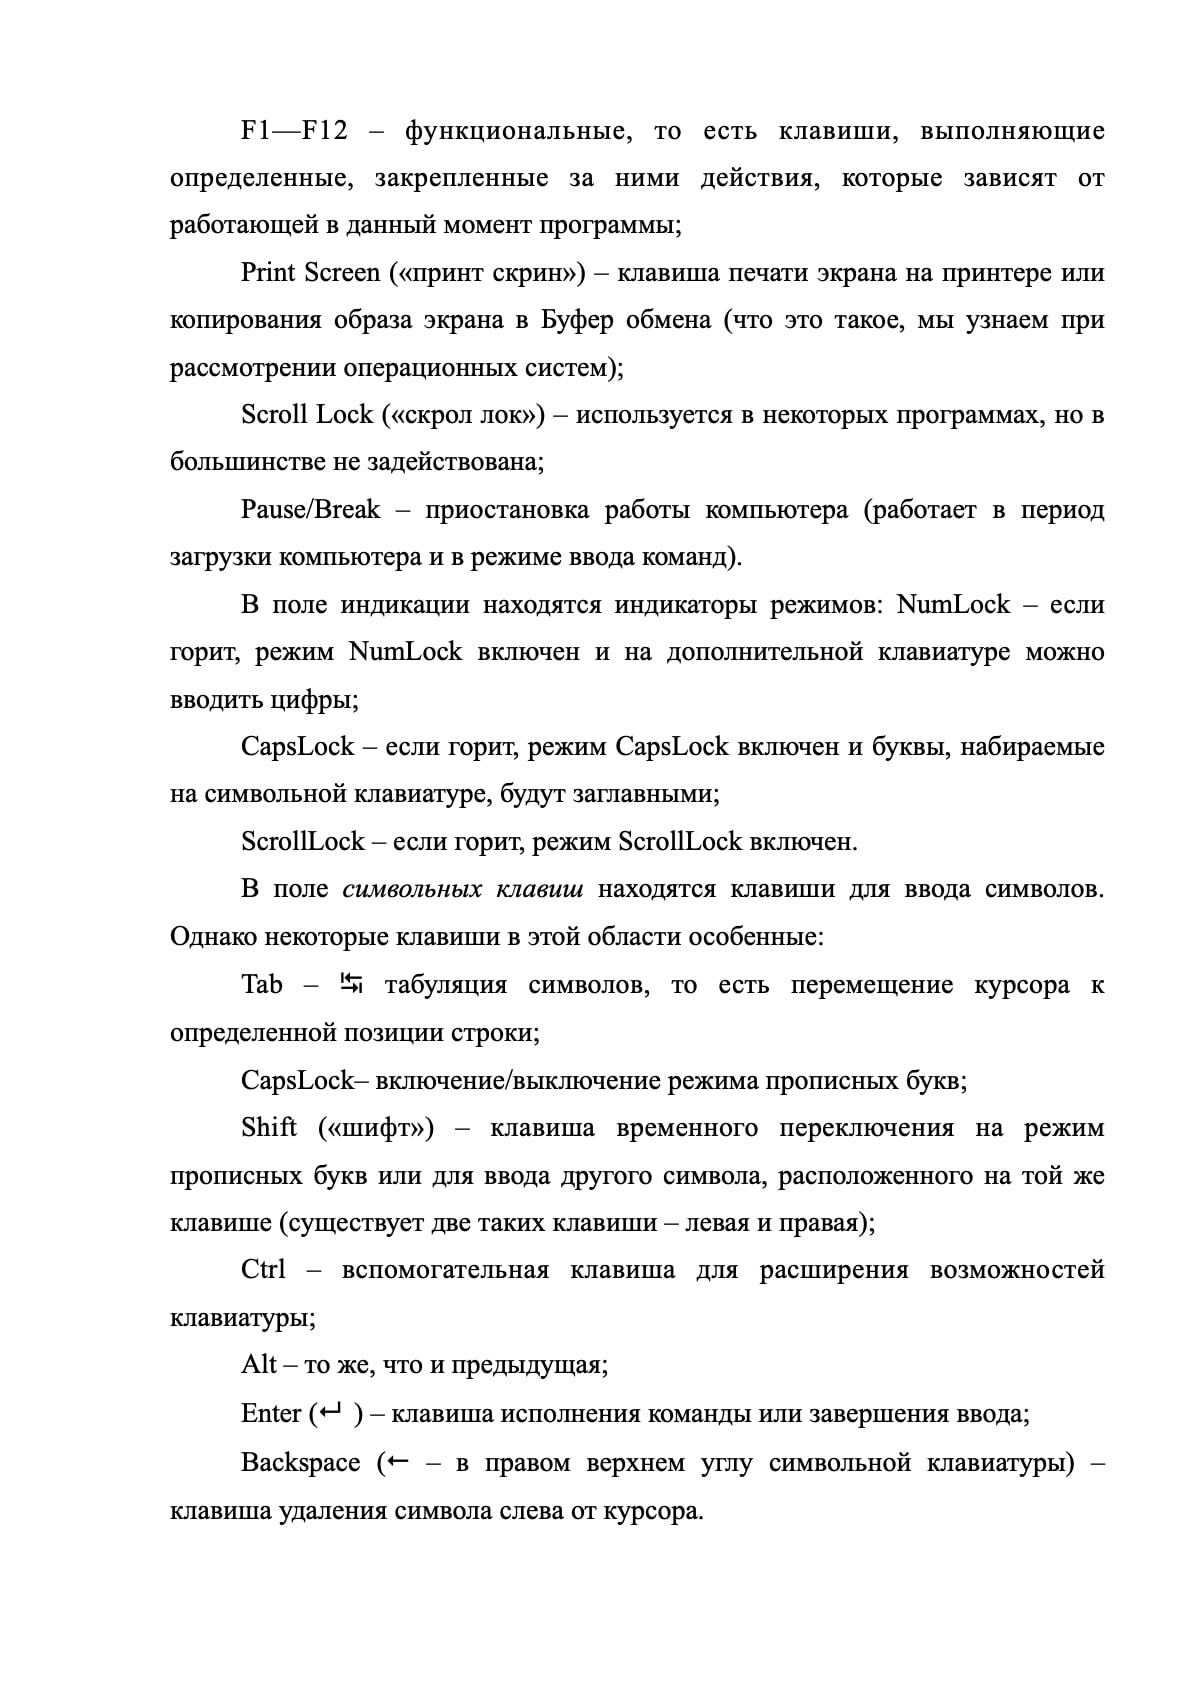 F1—F12 – функциональные, то есть клавиши, выполняющие
определенные, закрепленные за ними действия, которые зависят от
работающей в данный момент программы;
Print Screen («принт скрин») – клавиша печати экрана на принтере или
копирования образа экрана в Буфер обмена (что это такое, мы узнаем при
рассмотрении операционных систем);
Scroll Lock («скрол лок») – используется в некоторых программах, но в
большинстве не задействована;
Pause/Break – приостановка работы компьютера (работает в период
загрузки компьютера и в режиме ввода команд).
В поле индикации находятся индикаторы режимов: NumLock – если
горит, режим NumLock включен и на дополнительной клавиатуре можно
вводить цифры;
CapsLock – если горит, режим CapsLock включен и буквы, набираемые
на символьной клавиатуре, будут заглавными;
ScrollLock – если горит, режим ScrollLock включен.
В поле символьных клавиш находятся клавиши для ввода символов.
Однако некоторые клавиши в этой области особенные:
Tab – ↹ табуляция символов, то есть перемещение курсора к
определенной позиции строки;
CapsLock– включение/выключение режима прописных букв;
Shift («шифт») – клавиша временного переключения на режим
прописных букв или для ввода другого символа, расположенного на той же
клавише (существует две таких клавиши – левая и правая);
Ctrl – вспомогательная клавиша для расширения возможностей
клавиатуры;
Alt – то же, что и предыдущая;
Enter (↵ ) – клавиша исполнения команды или завершения ввода;
Backspace (← – в правом верхнем углу символьной клавиатуры) –
клавиша удаления символа слева от курсора.